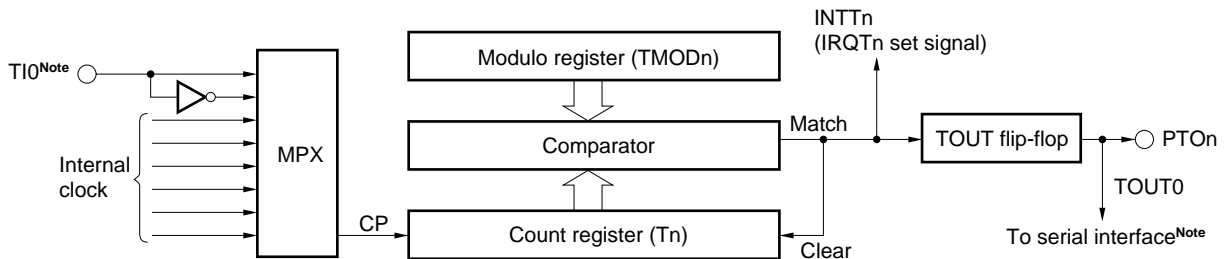 INTTn
(IRQTn set signal)
TI0Note
Modulo register (TMODn)
Match
MPX
Comparator
TOUT flip-flop
PTOn
Internal
clock
TOUT0
CP
Count register (Tn)
Clear
To serial interfaceNote